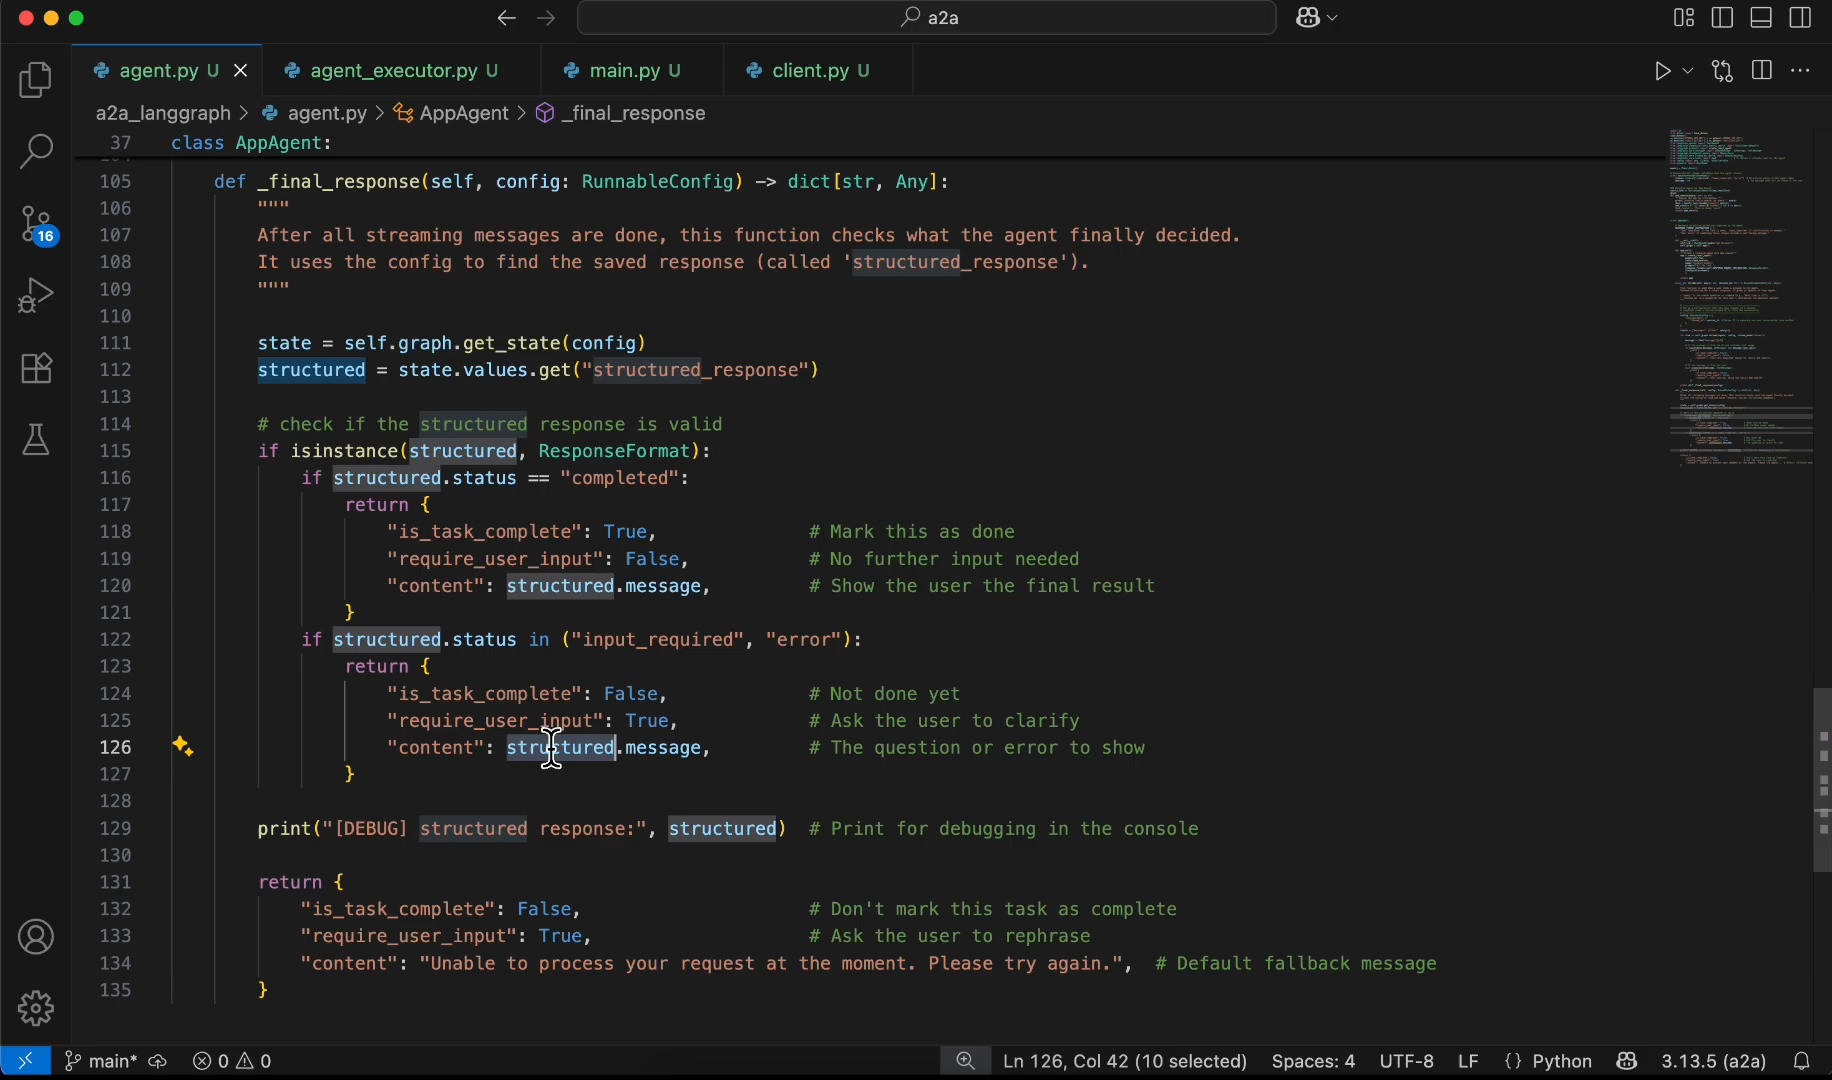 a2a
agent.py U
agent_executor.py U
main.py U
client.py U
a2a_langgraph > agent.py > AppAgent > _final_response
37 class AppAgent:
105 def _final_response(self, config: RunnableConfig) -> dict[str, Any]:
106 """
107 After all streaming messages are done, this function checks what the agent finally decided.
108 It uses the config to find the saved response (called 'structured_response').
109 """
110
111 state = self.graph.get_state(config)
112 structured = state.values.get("structured_response")
113
114 # check if the structured response is valid
115 if isinstance(structured, ResponseFormat):
116 if structured.status == "completed":
117 return {
118 "is_task_complete": True, # Mark this as done
119 "require_user_input": False, # No further input needed
120 "content": structured.message, # Show the user the final result
121 }
122 if structured.status in ("input_required", "error"):
123 return {
124 "is_task_complete": False, # Not done yet
125 "require_user_input": True, # Ask the user to clarify
126 "content": structured.message, # The question or error to show
127 }
128
129 print("[DEBUG] structured response:", structured) # Print for debugging in the console
130
131 return {
132 "is_task_complete": False, # Don't mark this task as complete
133 "require_user_input": True, # Ask the user to rephrase
134 "content": "Unable to process your request at the moment. Please try again.", # Default fallback message
135 }
16
main* 0 0 Ln 126, Col 42 (10 selected) Spaces: 4 UTF-8 LF {} Python 3.13.5 (a2a)